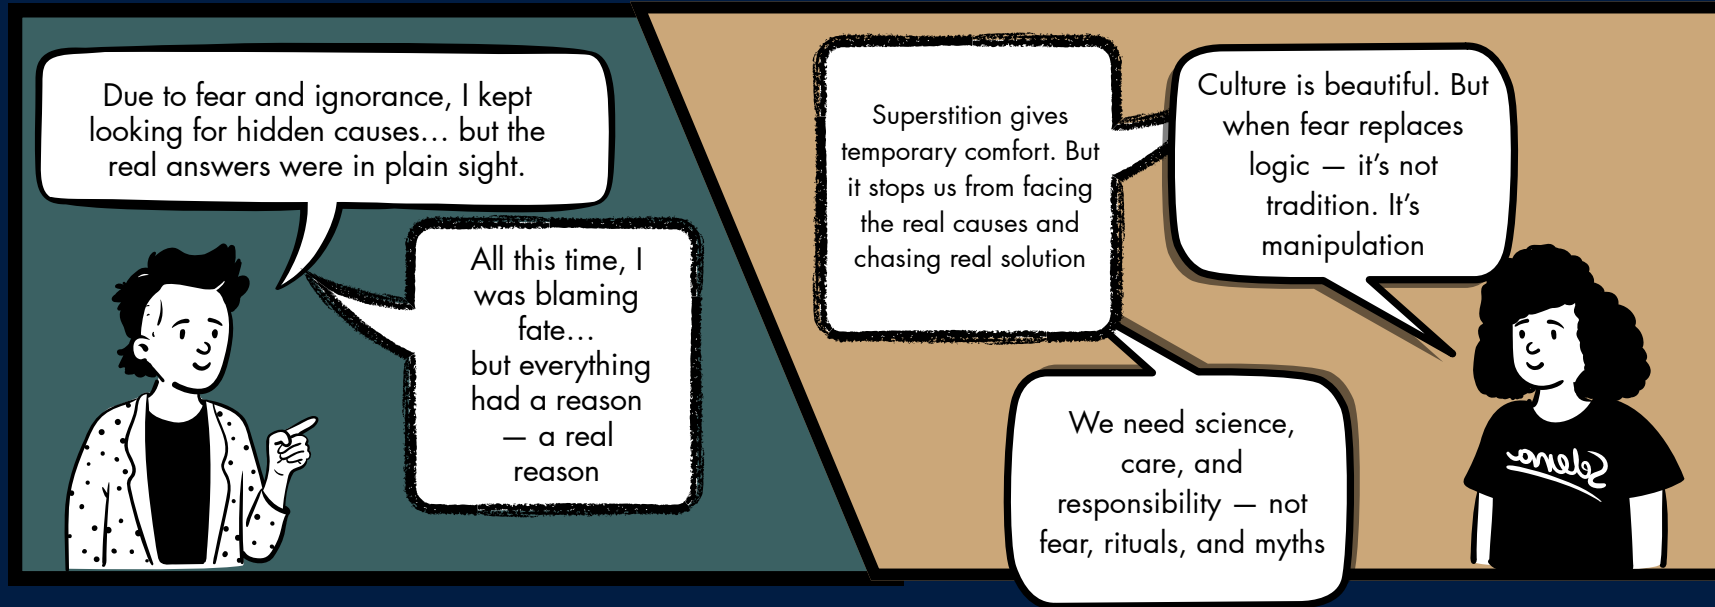 Due to fear and ignorance, I kept
looking for hidden causes... but the
real answers were in plain sight.
All this time, I
was blaming
fate...
but everything
had a reason
— a real
reason
Superstition gives
temporary comfort. But
it stops us from facing
the real causes and
chasing real solution
Culture is beautiful. But
when fear replaces
logic — it's not
tradition. It's
manipulation
We need science,
care, and
responsibility — not
fear, rituals, and myths
Selena